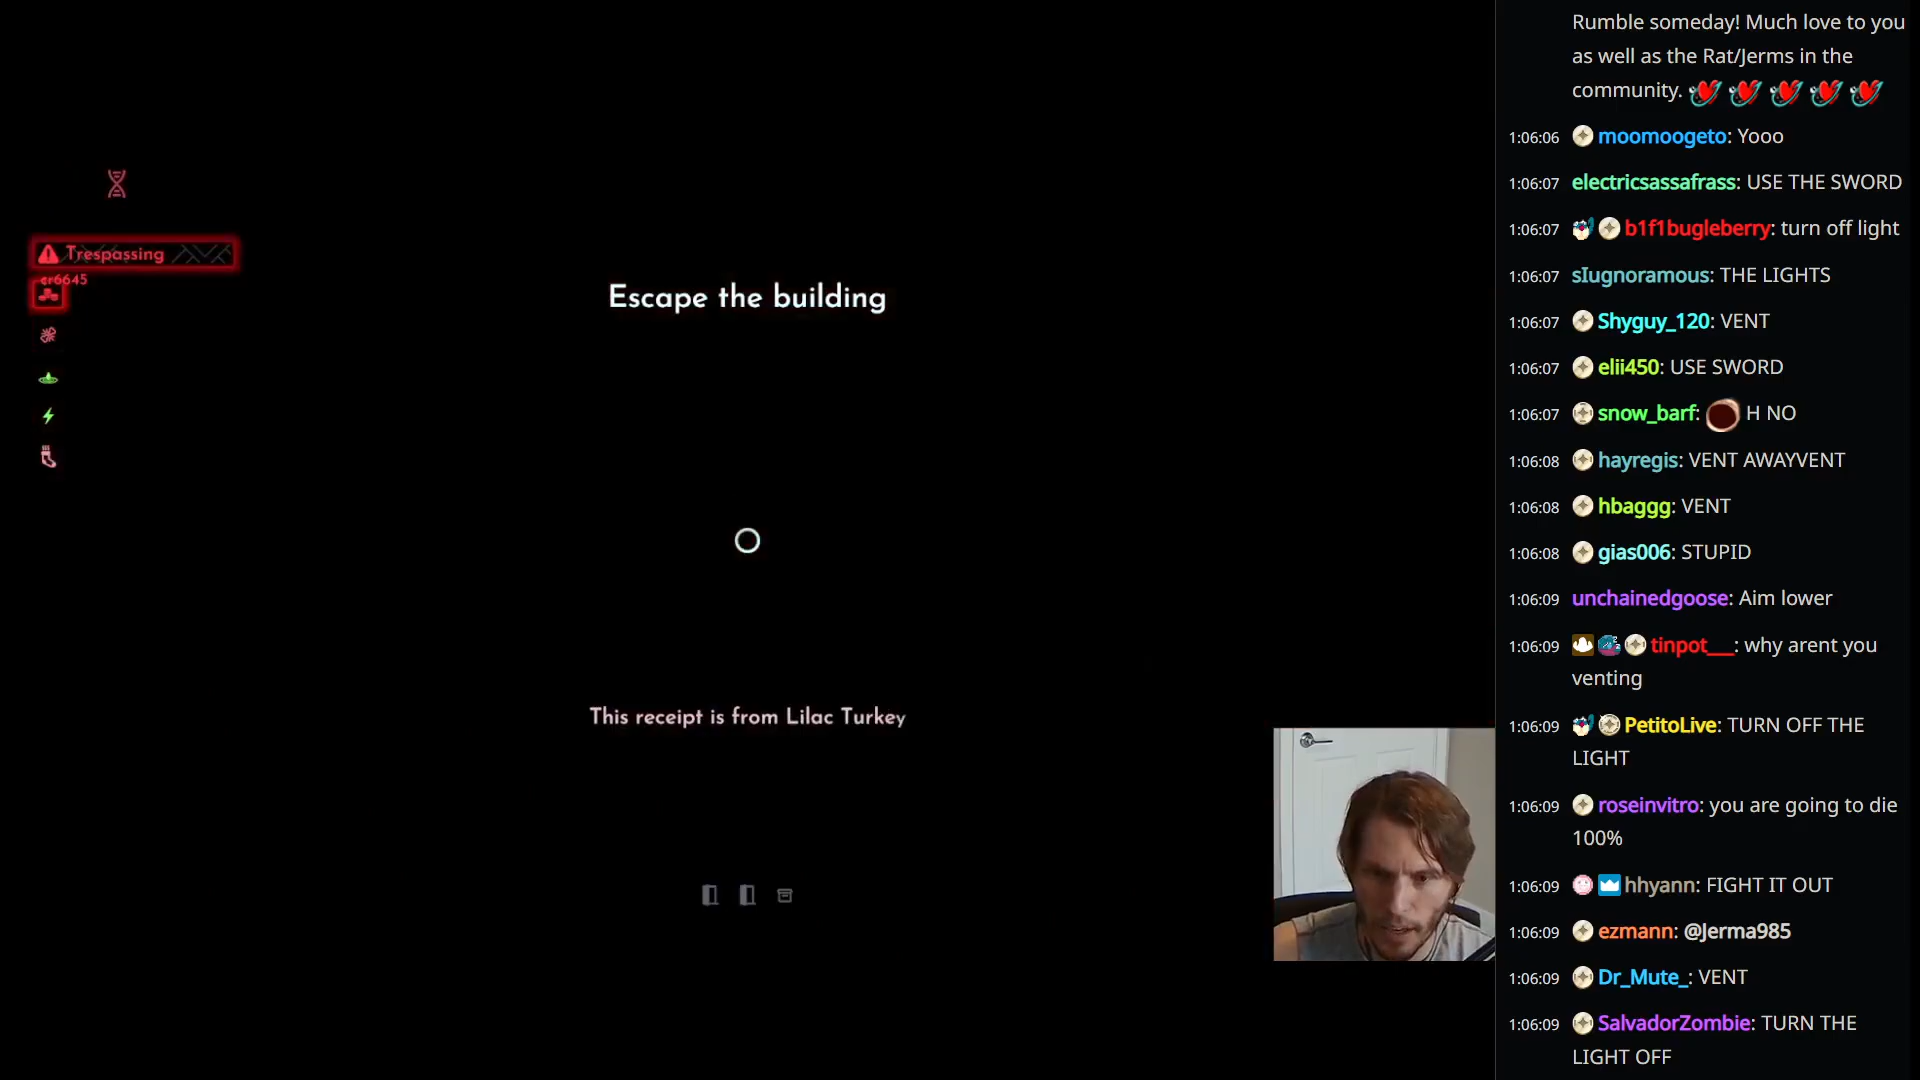 Trespassing
cr6645
Escape the building
This receipt is from Lilac Turkey
Rumble someday! Much love to you
as well as the Rat/Jerms in the
community.
1:06:06 moomoogeto: Yooo
1:06:07 electricsassafrass: USE THE SWORD
1:06:07 b1f1bugleberry: turn off light
1:06:07 sIugnoramous: THE LIGHTS
1:06:07 Shyguy_120: VENT
1:06:07 elii450: USE SWORD
1:06:07 snow_barf: H NO
1:06:08 hayregis: VENT AWAYVENT
1:06:08 hbaggg: VENT
1:06:08 gias006: STUPID
1:06:09 unchainedgoose: Aim lower
1:06:09 tinpot___: why arent you
venting
1:06:09 PetitoLive: TURN OFF THE
LIGHT
1:06:09 roseinvitro: you are going to die
100%
1:06:09 hhyann: FIGHT IT OUT
1:06:09 ezmann: @Jerma985
1:06:09 Dr_Mute_: VENT
1:06:09 SalvadorZombie: TURN THE
LIGHT OFF